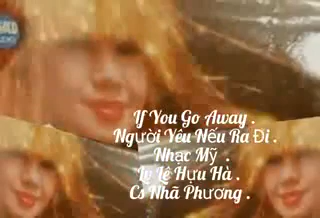 If You Go Away .
Người Yêu Nếu Ra Đi .
Nhạc Mỹ .
Lv Lê Hựu Hà .
Cs Nhã Phương .